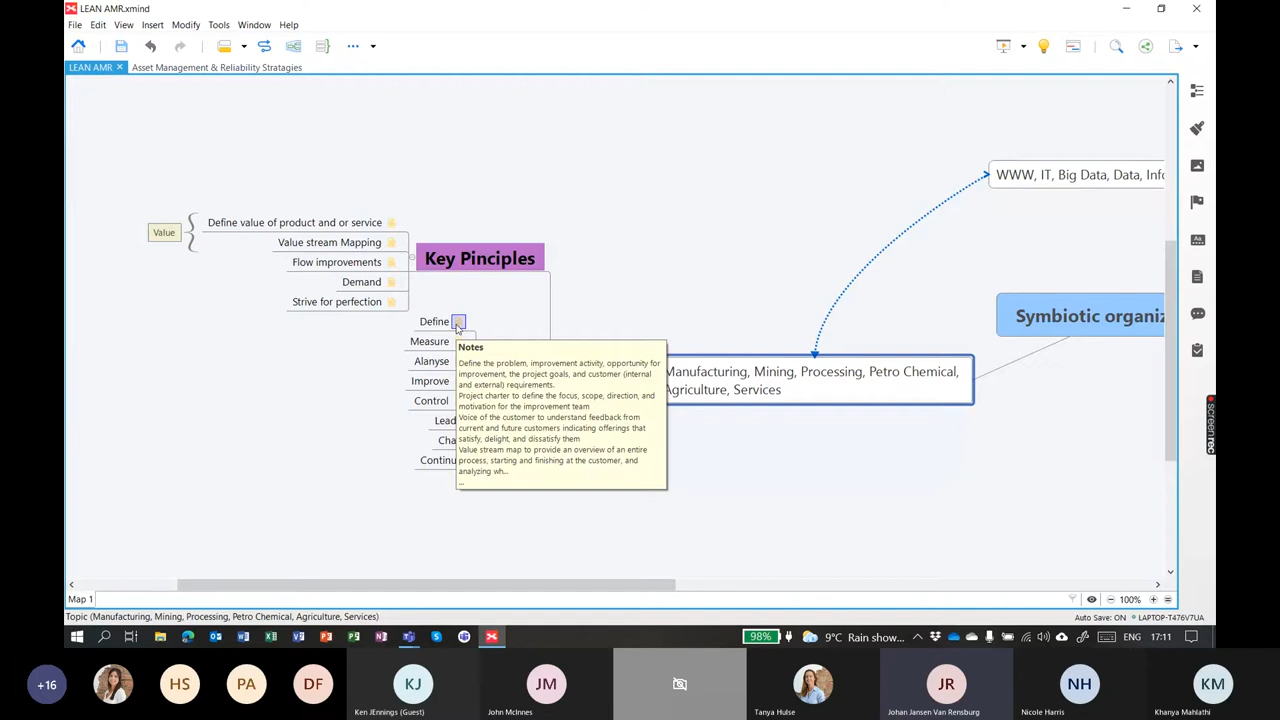 LEAN AMR.xmind
File Edit View Insert Modify Tools Window Help
LEAN AMR Asset Management & Reliability Stratagies
WWW, IT, Big Data, Data, Info
Value
Define value of product and or service
Value stream Mapping
Flow improvements
Demand
Strive for perfection
Key Pinciples
Symbiotic organiz
Define
Measure
Alanyse
Improve
Control
Lead
Cha
Continu
Notes
Define the problem, improvement activity, opportunity for
improvement, the project goals, and customer (internal
and external) requirements.
Project charter to define the focus, scope, direction, and
motivation for the improvement team
Voice of the customer to understand feedback from
current and future customers indicating offerings that
satisfy, delight, and dissatisfy them
Value stream map to provide an overview of an entire
process, starting and finishing at the customer, and
analyzing wh...
...
Manufacturing, Mining, Processing, Petro Chemical,
Agriculture, Services
screenrec
Map 1
100%
Topic (Manufacturing, Mining, Processing, Petro Chemical, Agriculture, Services)
Auto Save: ON LAPTOP-T476V7UA
98% 9°C Rain show... ENG 17:11
+16 HS PA DF KJ JM JR NH KM
Ken JEnnings (Guest) John McInnes Tanya Hulse Johan Jansen Van Rensburg Nicole Harris Khanya Mahlathi